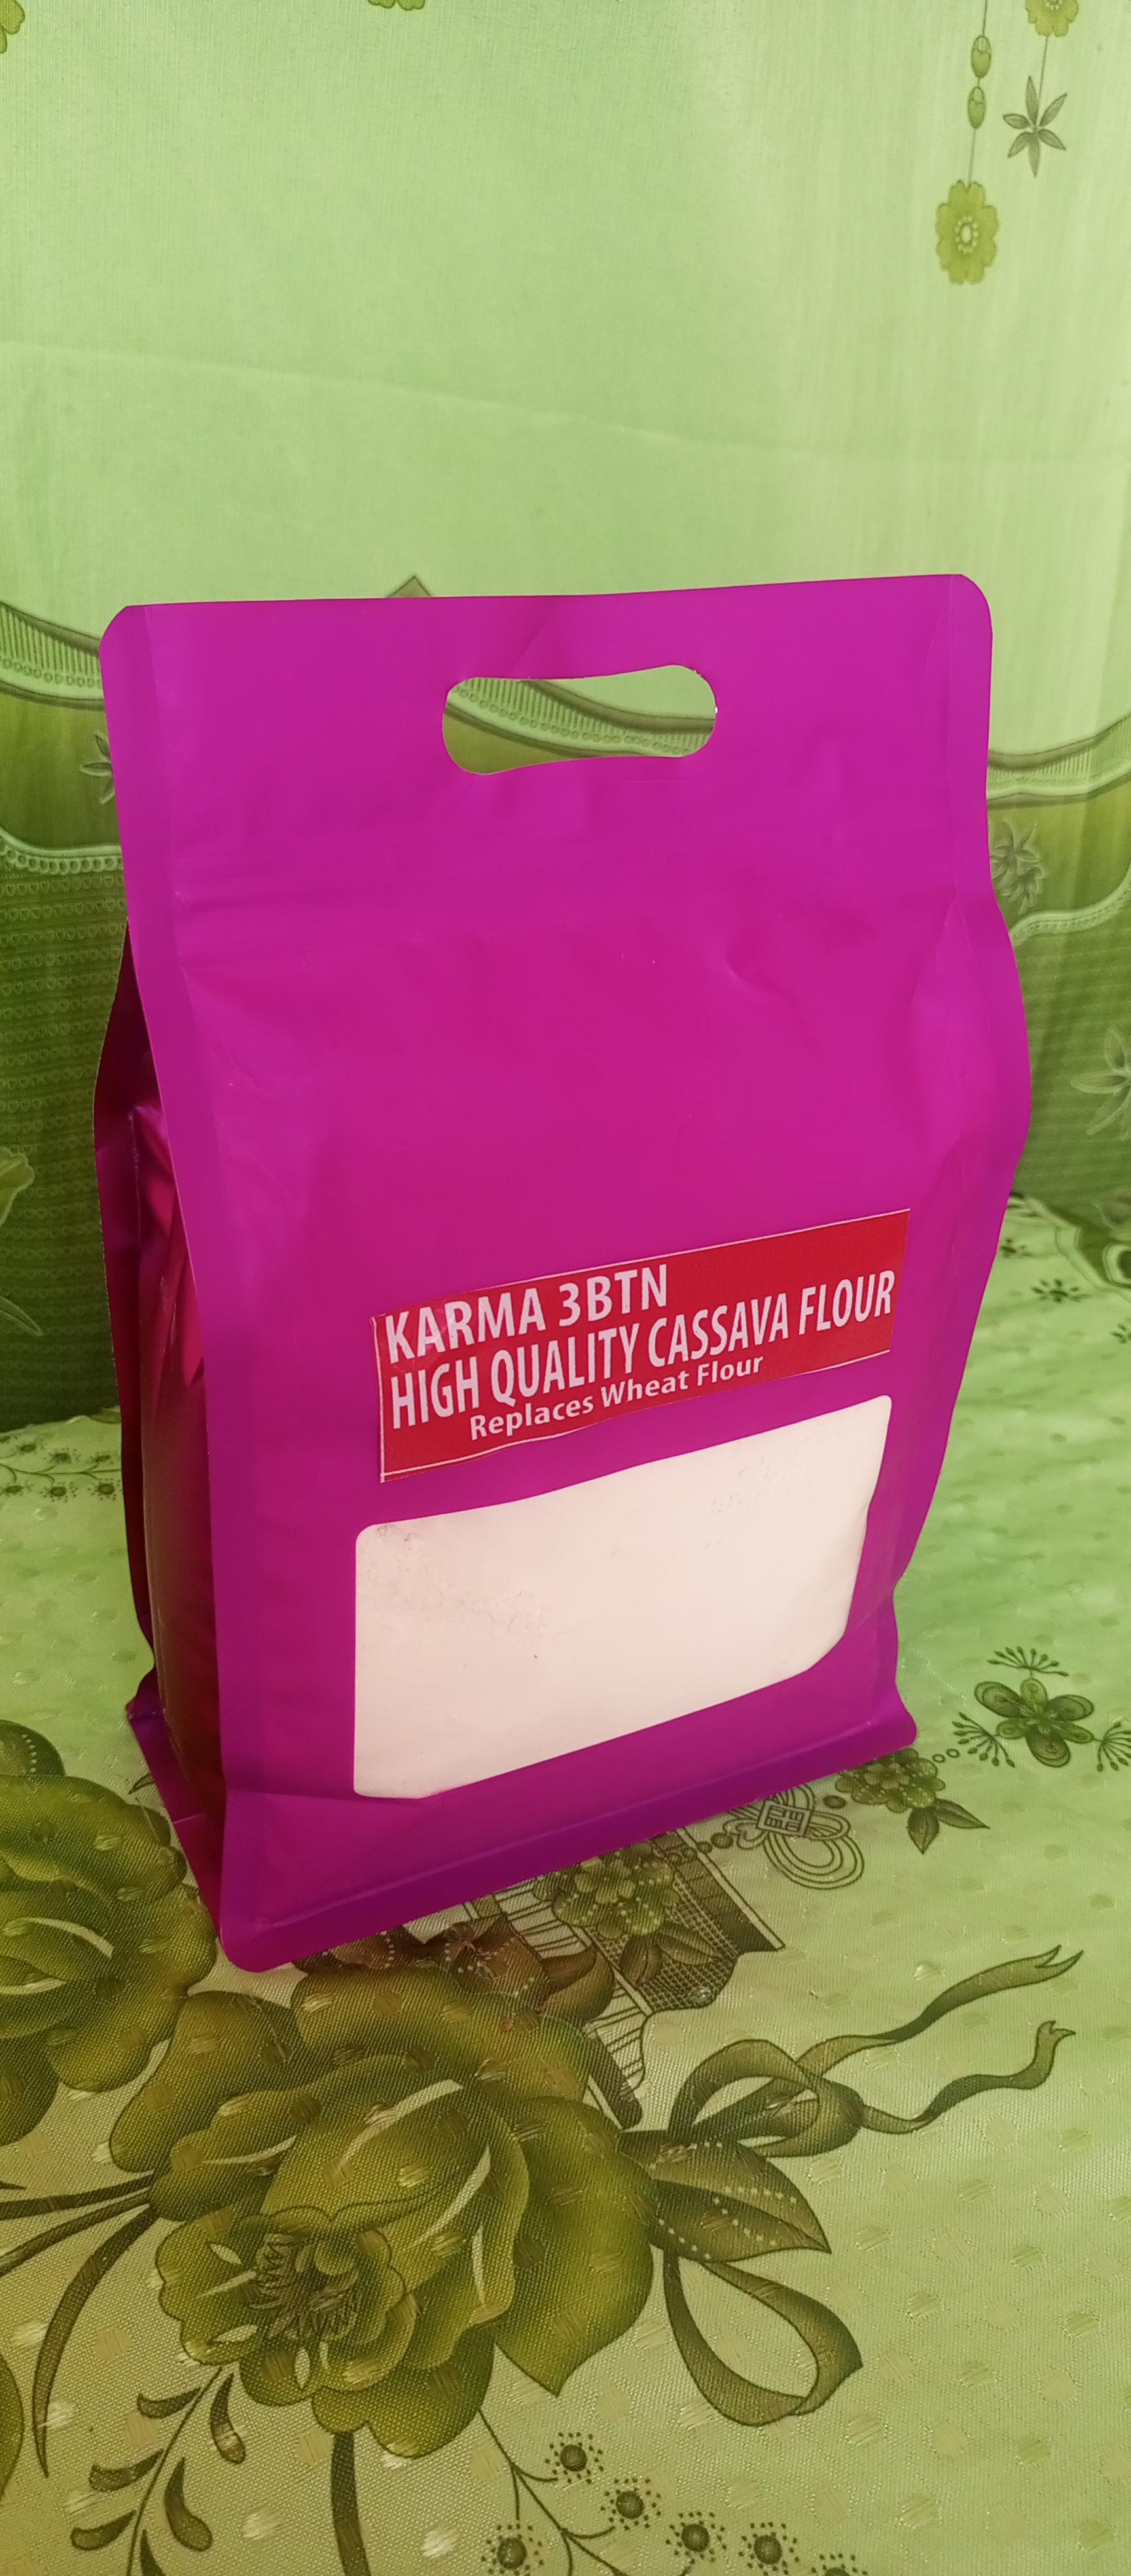 KARMA 3BTN
HIGH QUALITY CASSAVA FLOUR
Replaces Wheat Flour